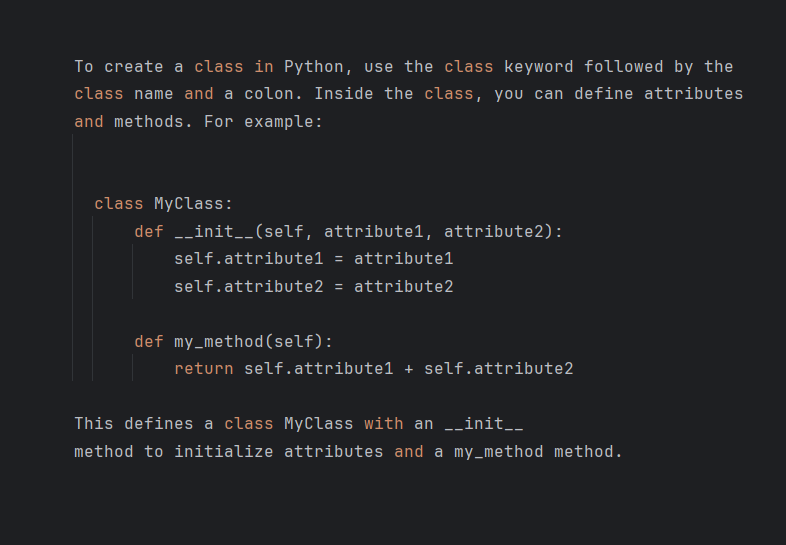 To create a class in Python, use the class keyword followed by the
class name and a colon. Inside the class, you can define attributes
and methods. For example:
class MyClass:
def __init__(self, attribute1, attribute2):
self.attribute1 = attribute1
self.attribute2 = attribute2
def my_method(self):
return self.attribute1 + self.attribute2
This defines a class MyClass with an __init__
method to initialize attributes and a my_method method.